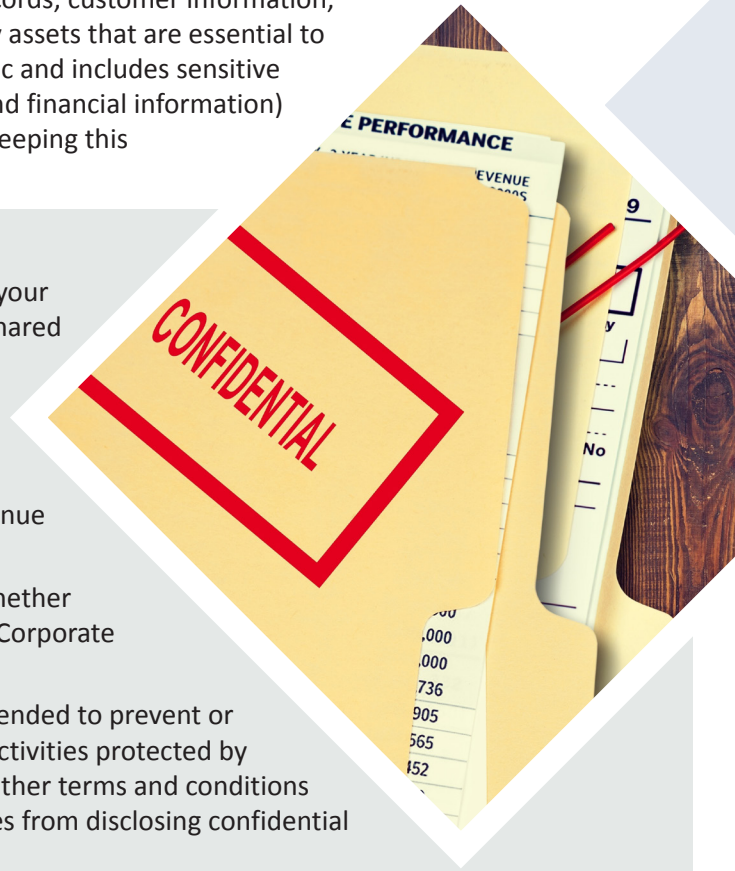 cords, customer information,
assets that are essential to
c and includes sensitive
nd financial information)
eeping this
your
hared
nue
hether
Corporate
ended to prevent or
ctivities protected by
ther terms and conditions
es from disclosing confidential
E PERFORMANCE
EVENUE
9
CONFIDENTIAL
y
No
,000
,000
736
905
565
452